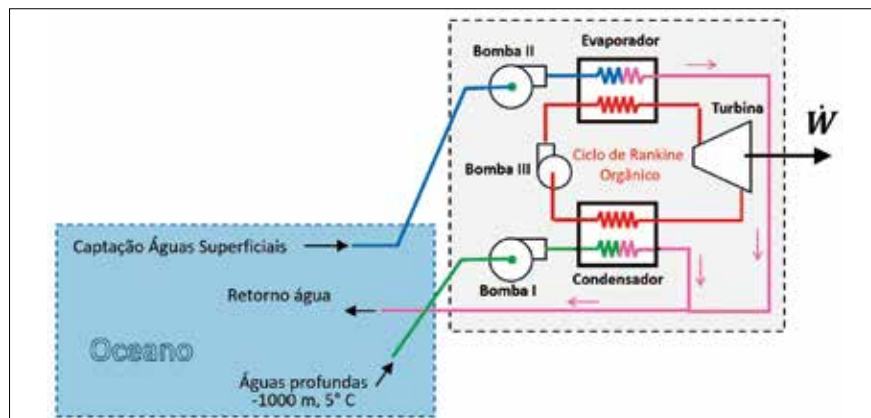 Evaporador
Bomba II
Turbina
Ẇ
Ciclo de Rankine
Orgânico
Bomba III
Captação Águas Superficiais
Condensador
Bomba I
Retorno água
Oceano
Águas profundas
-1000 m, 5° C